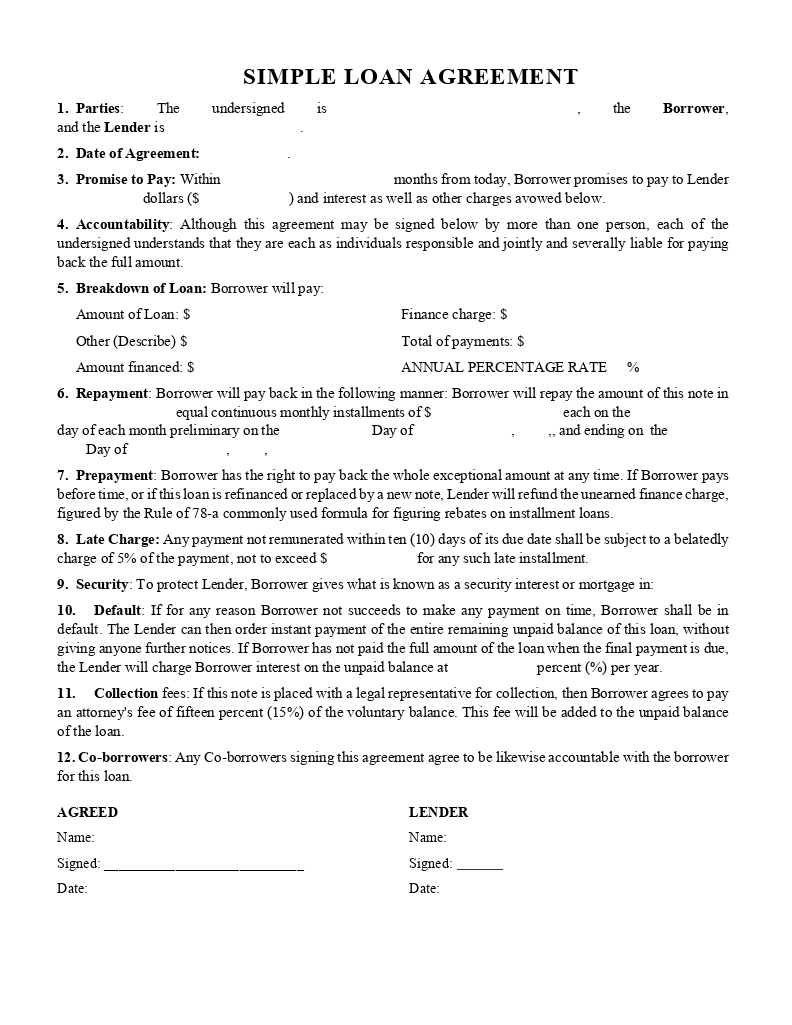 SIMPLE LOAN AGREEMENT
1. Parties: The undersigned is , the Borrower,
and the Lender is .
2. Date of Agreement: .
3. Promise to Pay: Within months from today, Borrower promises to pay to Lender
dollars ($ ) and interest as well as other charges avowed below.
4. Accountability: Although this agreement may be signed below by more than one person, each of the
undersigned understands that they are each as individuals responsible and jointly and severally liable for paying
back the full amount.
5. Breakdown of Loan: Borrower will pay:
Amount of Loan: $ Finance charge: $
Other (Describe) $ Total of payments: $
Amount financed: $ ANNUAL PERCENTAGE RATE %
6. Repayment: Borrower will pay back in the following manner: Borrower will repay the amount of this note in
equal continuous monthly installments of $ each on the
day of each month preliminary on the Day of , ,, and ending on the
Day of , ,
7. Prepayment: Borrower has the right to pay back the whole exceptional amount at any time. If Borrower pays
before time, or if this loan is refinanced or replaced by a new note, Lender will refund the unearned finance charge,
figured by the Rule of 78-a commonly used formula for figuring rebates on installment loans.
8. Late Charge: Any payment not remunerated within ten (10) days of its due date shall be subject to a belatedly
charge of 5% of the payment, not to exceed $ for any such late installment.
9. Security: To protect Lender, Borrower gives what is known as a security interest or mortgage in:
10. Default: If for any reason Borrower not succeeds to make any payment on time, Borrower shall be in
default. The Lender can then order instant payment of the entire remaining unpaid balance of this loan, without
giving anyone further notices. If Borrower has not paid the full amount of the loan when the final payment is due,
the Lender will charge Borrower interest on the unpaid balance at percent (%) per year.
11. Collection fees: If this note is placed with a legal representative for collection, then Borrower agrees to pay
an attorney's fee of fifteen percent (15%) of the voluntary balance. This fee will be added to the unpaid balance
of the loan.
12. Co-borrowers: Any Co-borrowers signing this agreement agree to be likewise accountable with the borrower
for this loan.
AGREED LENDER
Name: Name:
Signed: __________________________ Signed: ______
Date: Date: